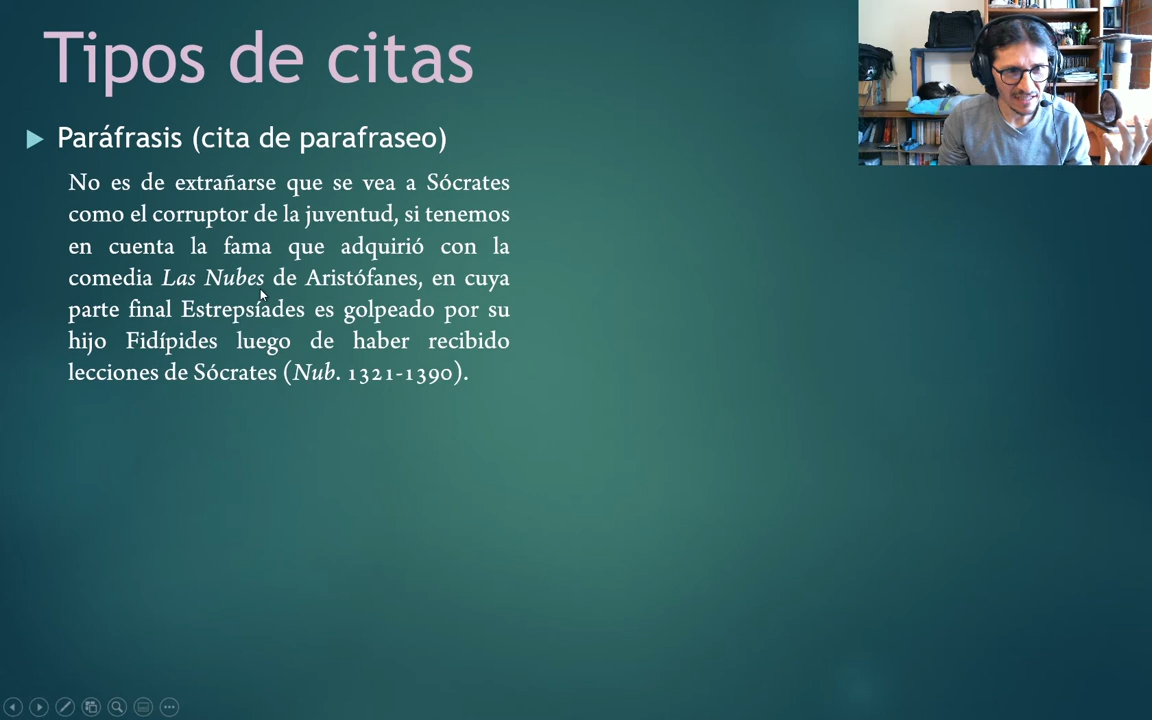 Tipos de citas
Paráfrasis (cita de parafraseo)
No es de extrañarse que se vea a Sócrates
como el corruptor de la juventud, si tenemos
en cuenta la fama que adquirió con la
comedia Las Nubes de Aristófanes, en cuya
parte final Estrepsíades es golpeado por su
hijo Fidípides luego de haber recibido
lecciones de Sócrates (Nub. 1321-1390).